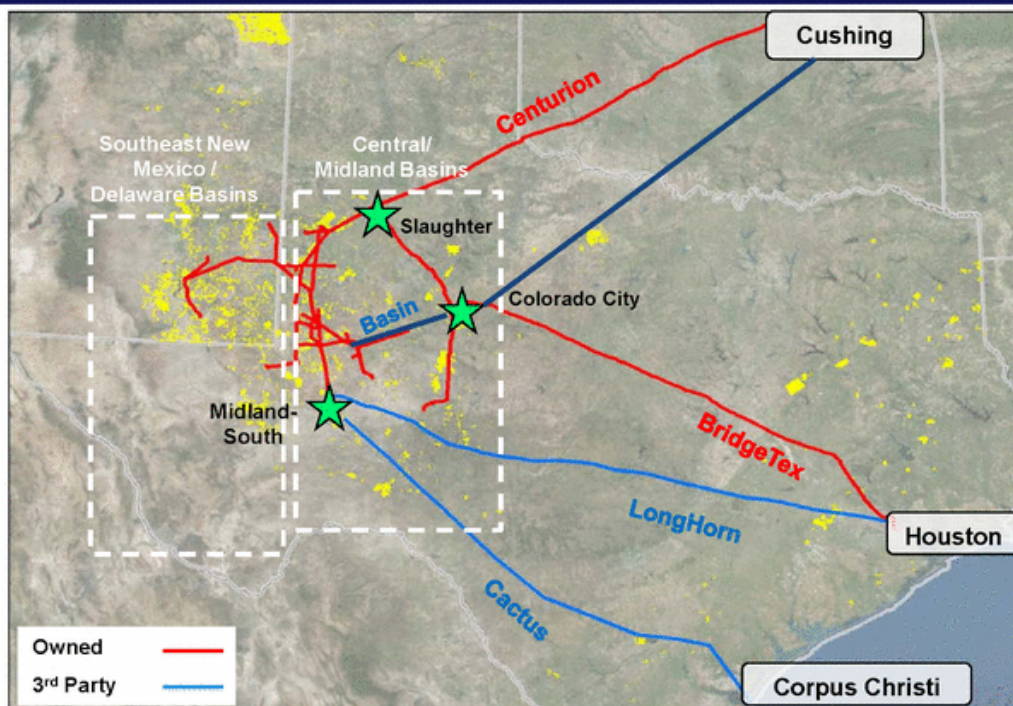 Cushing
Centurion
Southeast New
Mexico /
Delaware Basins
Central/
Midland Basins
Slaughter
Colorado City
Basin
Midland-
South
BridgeTex
LongHorn
Houston
Cactus
Corpus Christi
Owned
3rd Party